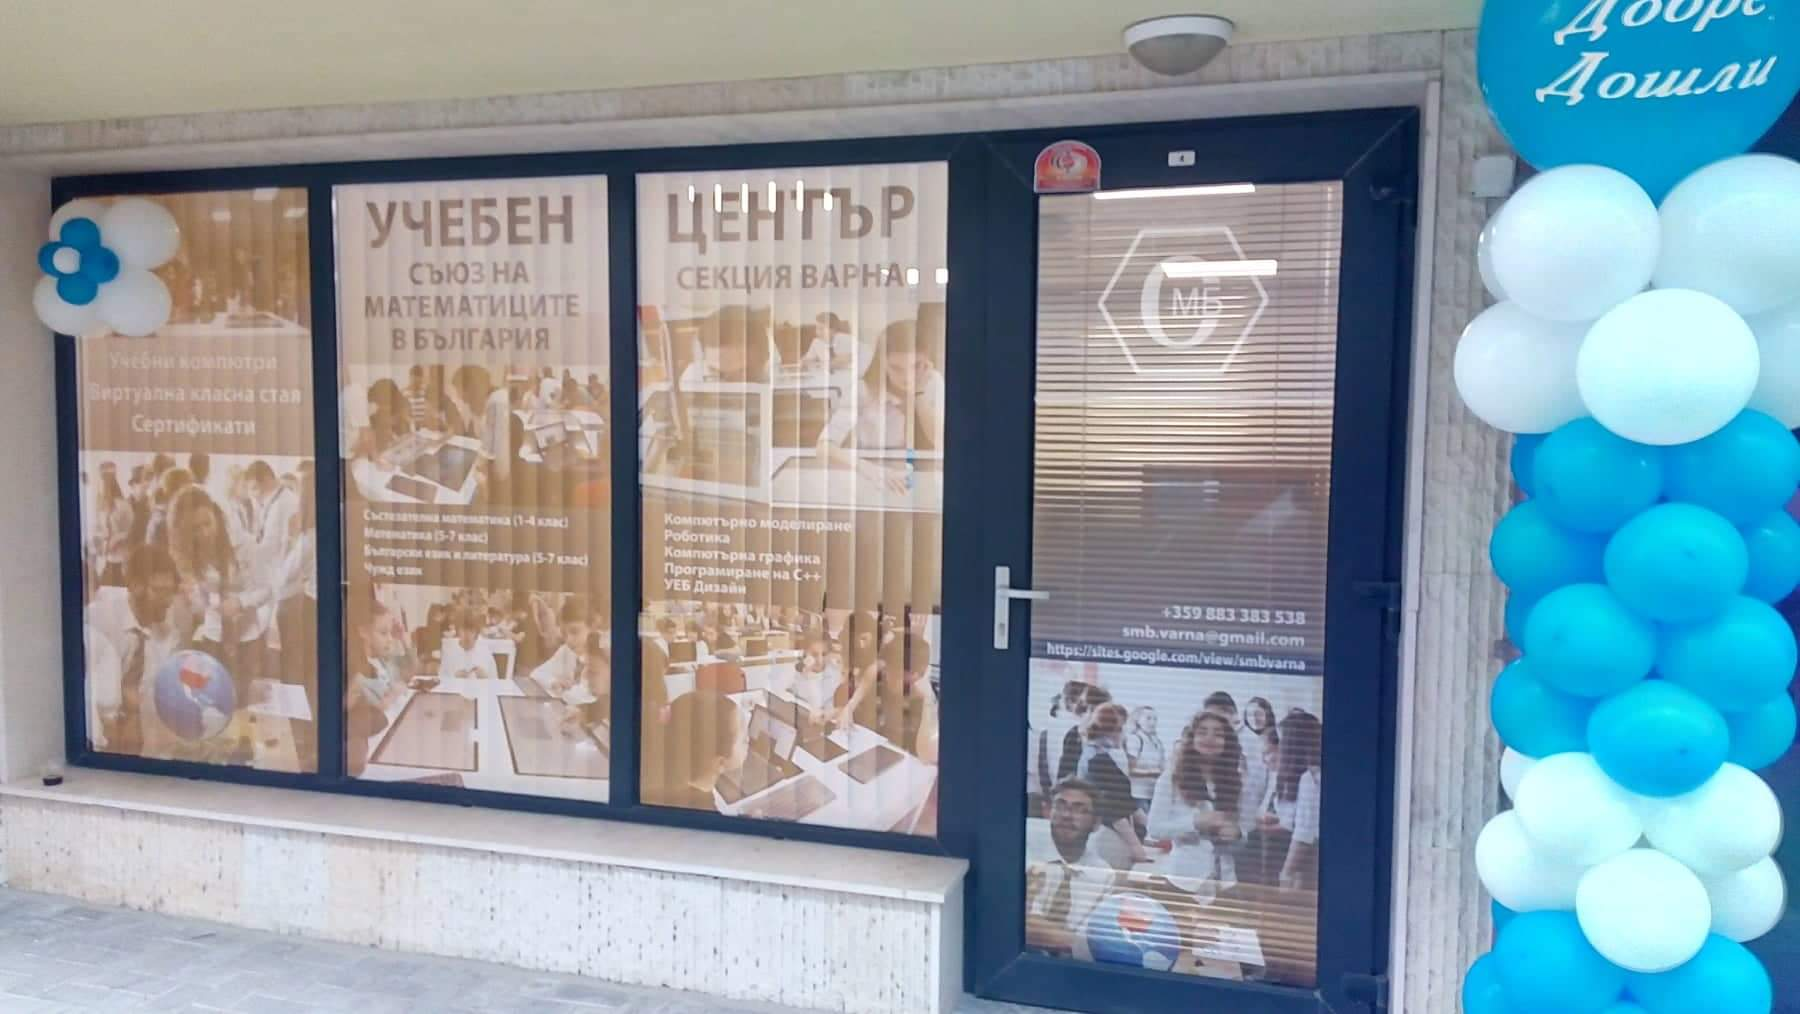 Добре
Дошли
УЧЕБЕН ЦЕНТЪР
СЪЮЗ НА
МАТЕМАТИЦИТЕ
В БЪЛГАРИЯ
СЕКЦИЯ ВАРНА
Учебни компютри
Виртуална класна стая
Сертификати
Състезателна математика (1-4 клас)
Математика (5-7 клас)
Български език и литература (5-7 клас)
Чужд език
Компютърно моделиране
Роботика
Компютърна графика
Програмиране на C++
УЕБ Дизайн
СМБ
+359 883 383 538
smb.varna@gmail.com
https://sites.google.com/view/smbvarna